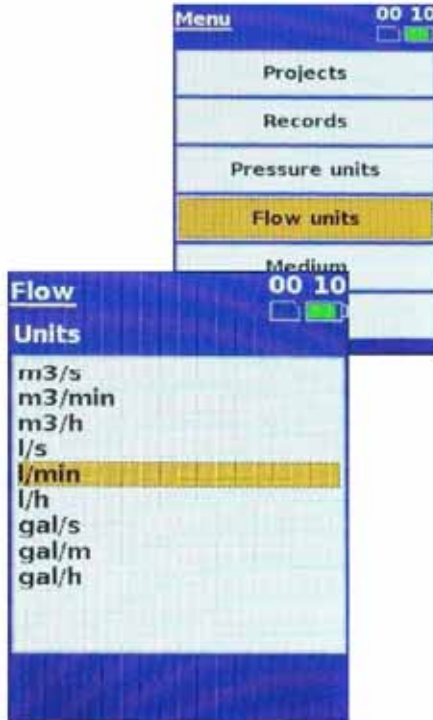 Menu
00 10
Projects
Records
Pressure units
Flow units
Medium
Flow
00 10
Units
m3/s
m3/min
m3/h
l/s
l/min
l/h
gal/s
gal/m
gal/h